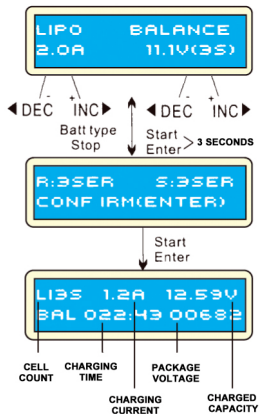 LIPO BALANCE
2.0A 11.1V(3S)
- + - +
◀DEC INC▶ ◀DEC INC▶
Batt type
Stop
Start
Enter > 3 SECONDS
R:3SER S:3SER
CONFIRM(ENTER)
Start
Enter
LI3S 1.2A 12.59V
BAL 022:43 00682
CELL
COUNT
CHARGING
TIME
PACKAGE
VOLTAGE
CHARGING
CURRENT
CHARGED
CAPACITY